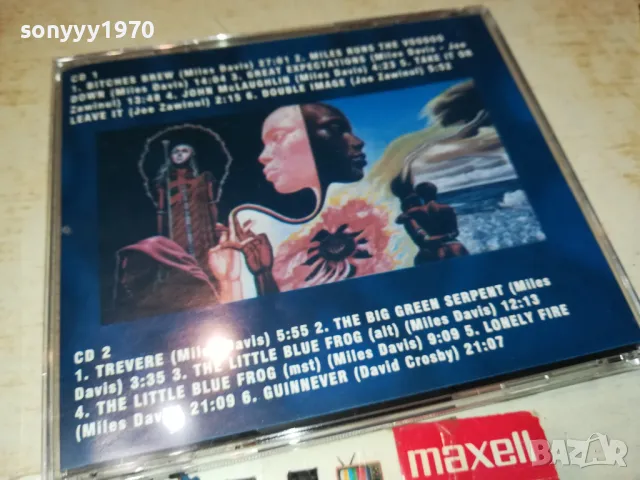 sonyyy1970
CD 1
1. BITCHES BREW (Miles Davis) 27:01 2. MILES RUNS THE VOODOO
DOWN (Miles Davis) 14:04 3. GREAT EXPECTATIONS (Miles Davis - Joe
Zawinul) 13:48 4. JOHN McLAUGHLIN (Miles Davis) 4:31 5. TAKE IT OR
LEAVE IT (Joe Zawinul) 2:15 6. DOUBLE IMAGE (Joe Zawinul) 5:52
CD 2
1. TREVERE (Miles Davis) 5:55 2. THE BIG GREEN SERPENT (Miles
Davis) 3:35 3. THE LITTLE BLUE FROG (alt) (Miles Davis) 12:13
4. THE LITTLE BLUE FROG (mst) (Miles Davis) 9:09 5. LONELY FIRE
(Miles Davis) 21:09 6. GUINNEVER (David Crosby) 21:07
maxell
bazar.bg